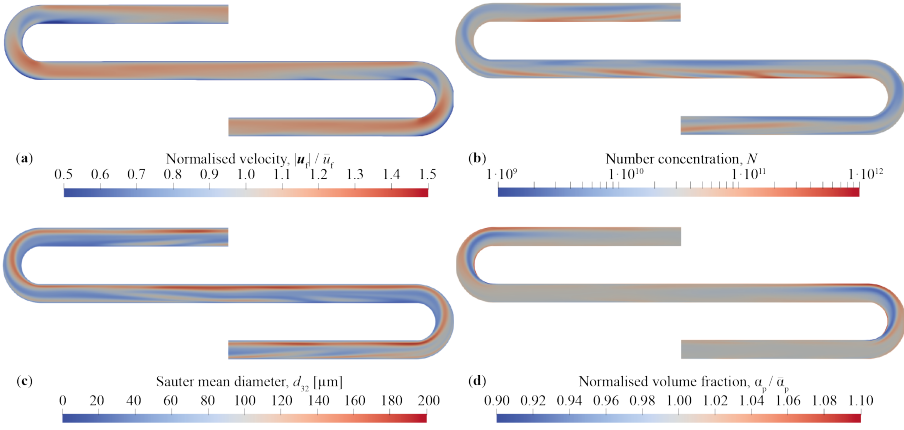 (a) Normalised velocity, |u_f| / ū_f
0.5 0.6 0.7 0.8 0.9 1.0 1.1 1.2 1.3 1.4 1.5
(b) Number concentration, N
1·10⁹ 1·10¹⁰ 1·10¹¹ 1·10¹²
(c) Sauter mean diameter, d₃₂ [µm]
0 20 40 60 80 100 120 140 160 180 200
(d) Normalised volume fraction, α_p / ᾱ_p
0.90 0.92 0.94 0.96 0.98 1.00 1.02 1.04 1.06 1.08 1.10